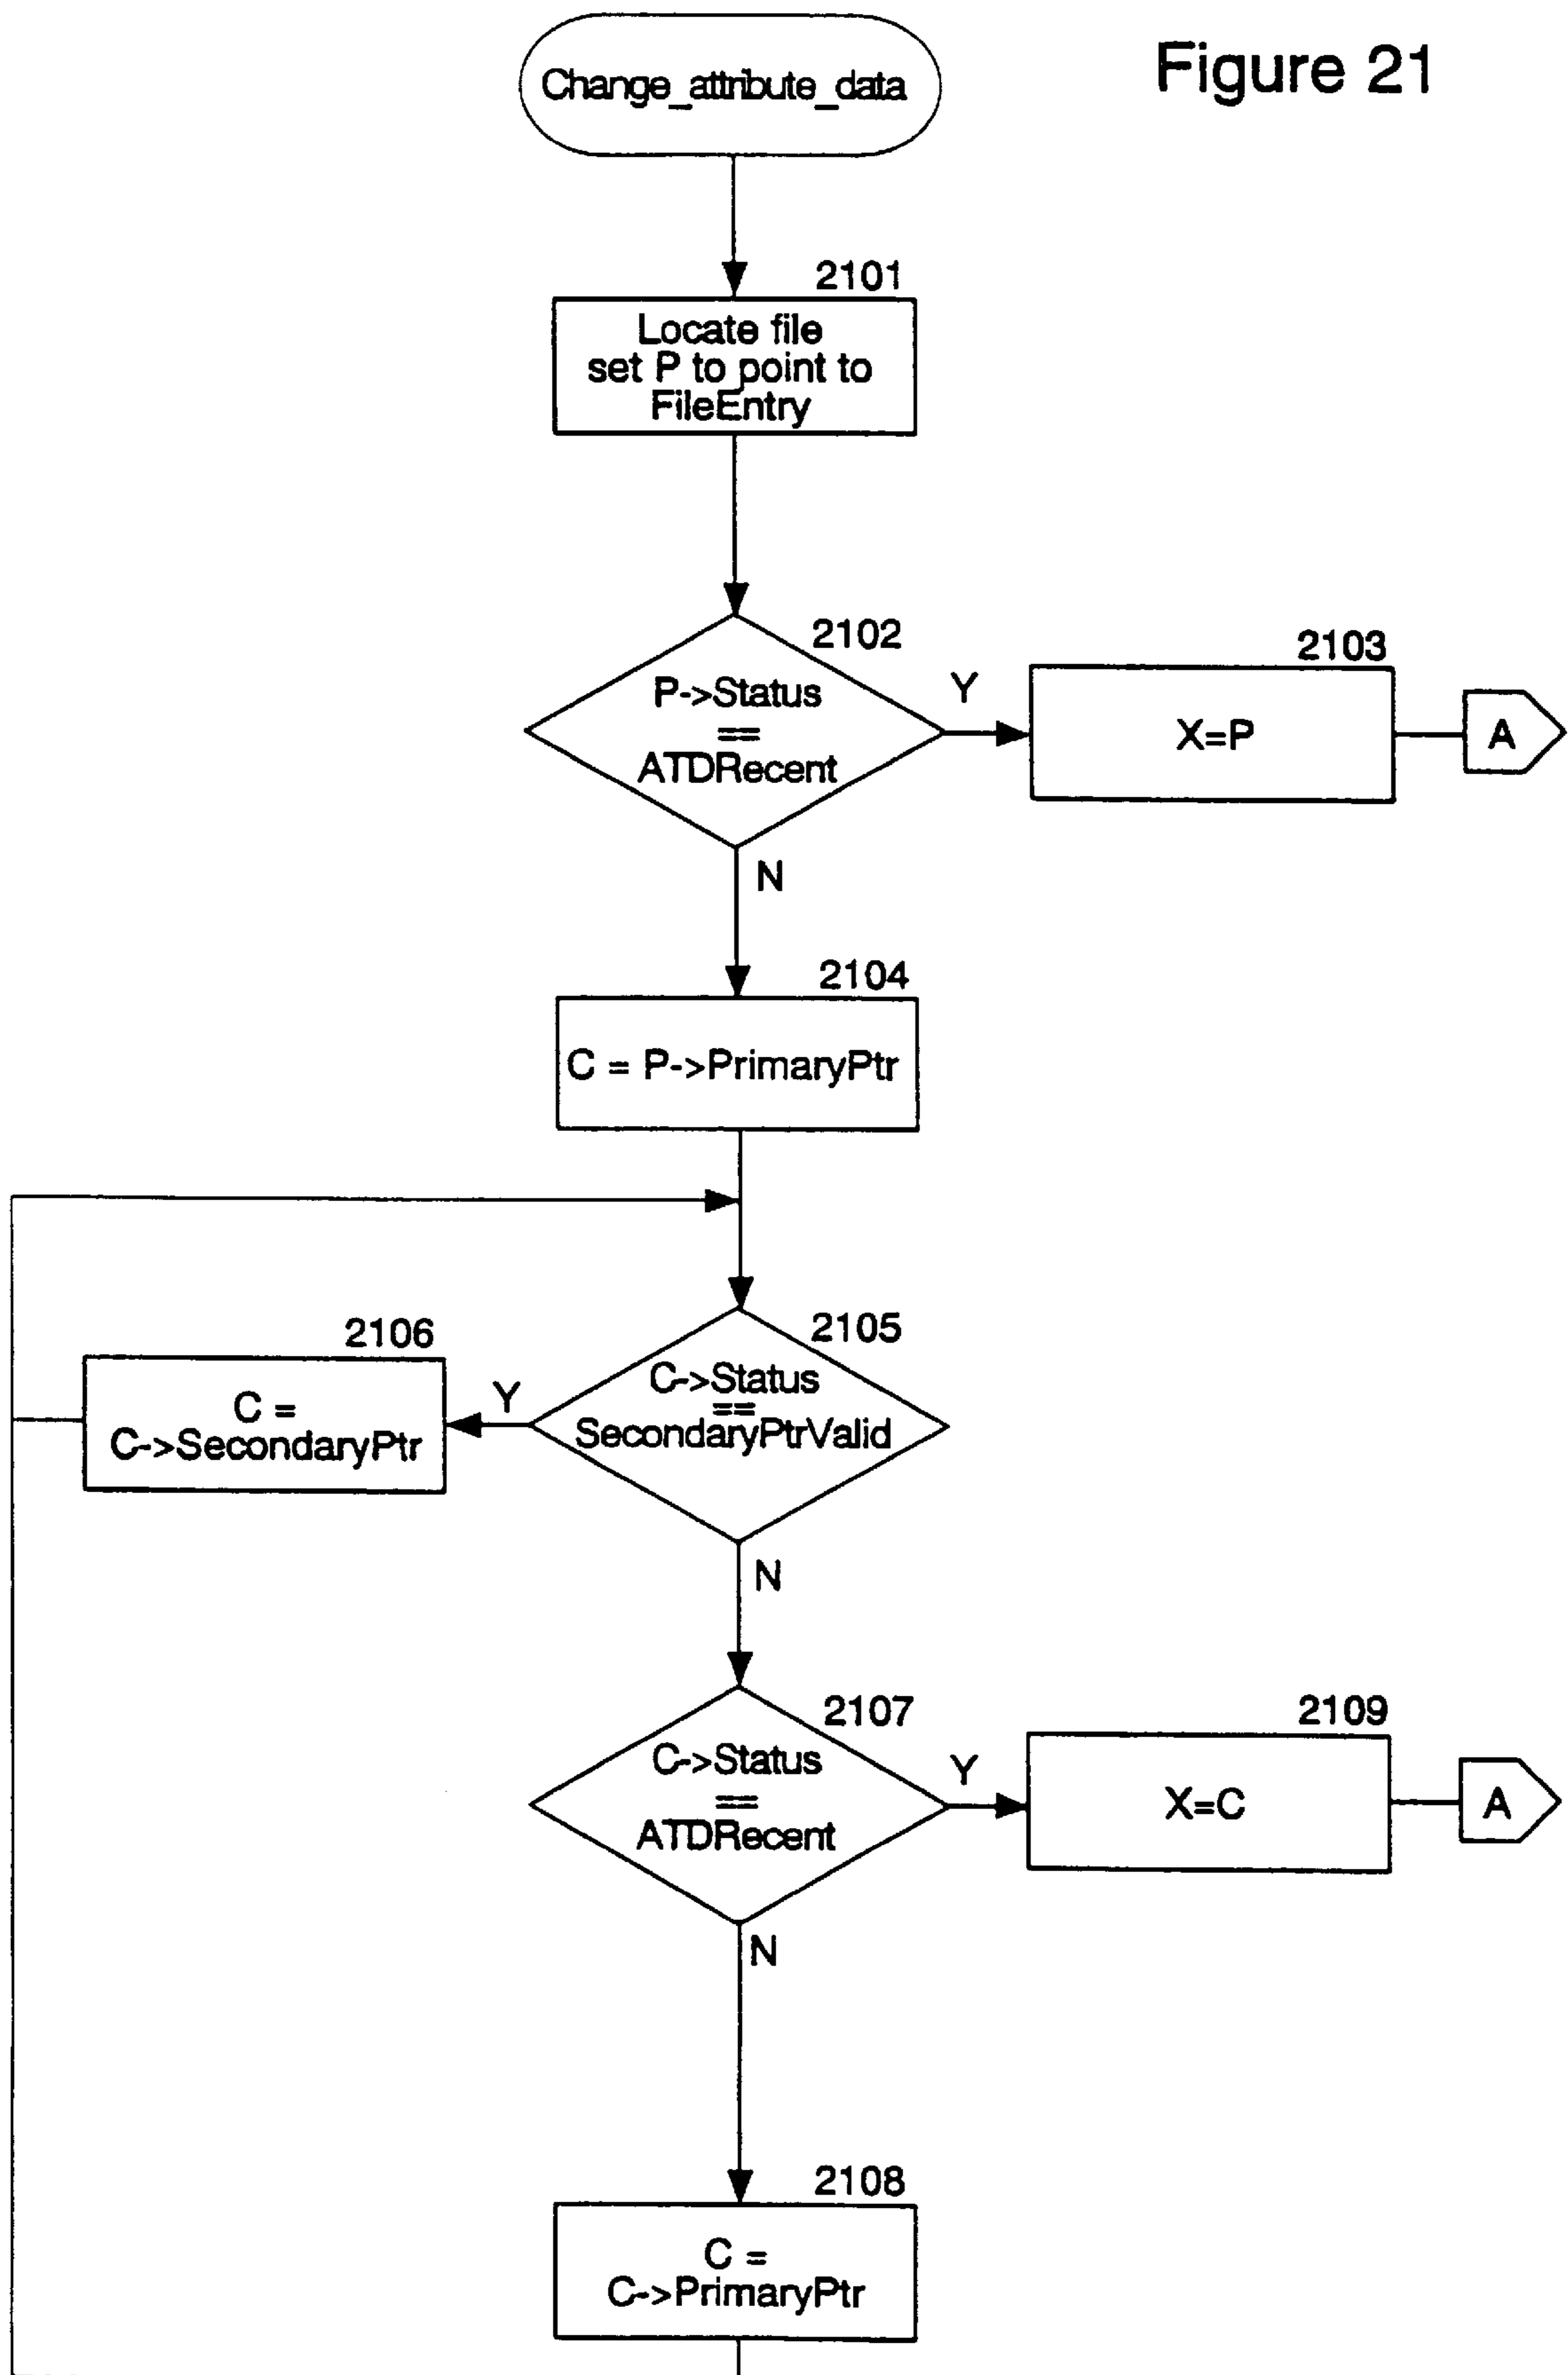 Figure 21
Change_attribute_data
2101
Locate file
set P to point to
FileEntry
2102
P->Status
==
ATDRecent
Y
N
2103
X=P
A
2104
C = P->PrimaryPtr
2105
C->Status
==
SecondaryPtrValid
Y
N
2106
C =
C->SecondaryPtr
2107
C->Status
==
ATDRecent
Y
N
2109
X=C
A
2108
C =
C->PrimaryPtr